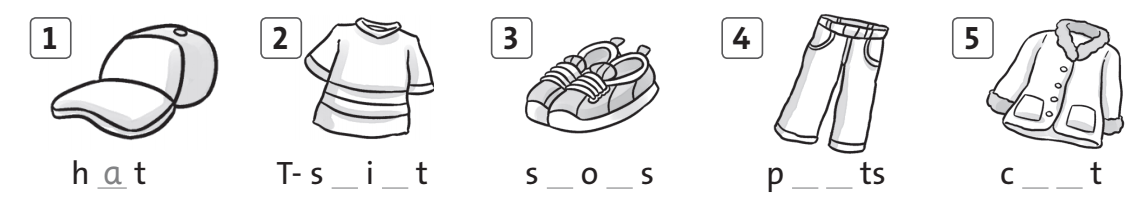 1 2 3 4 5
h a t T- s _ i _ t s _ o _ s p _ _ ts c _ _ t